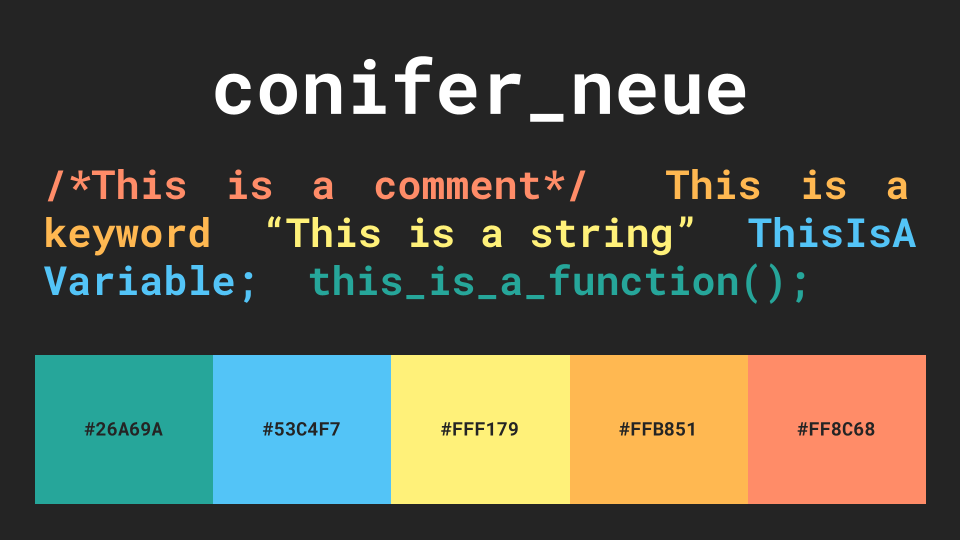 conifer_neue
/*This is a comment*/ This is a
keyword “This is a string” ThisIsA
Variable; this_is_a_function();
#26A69A #53C4F7 #FFF179 #FFB851 #FF8C68